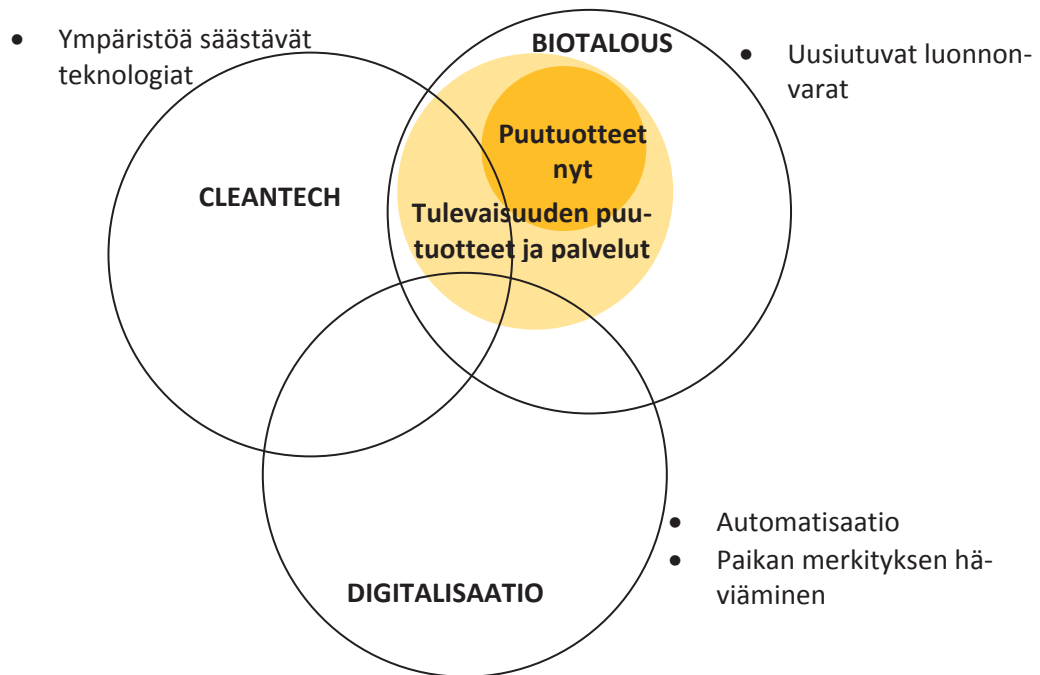 • Ympäristöä säästävät
teknologiat
BIOTALOUS
• Uusiutuvat luonnon-
varat
Puutuotteet
nyt
CLEANTECH
Tulevaisuuden puu-
tuotteet ja palvelut
• Automatisaatio
• Paikan merkityksen hä-
viäminen
DIGITALISAATIO